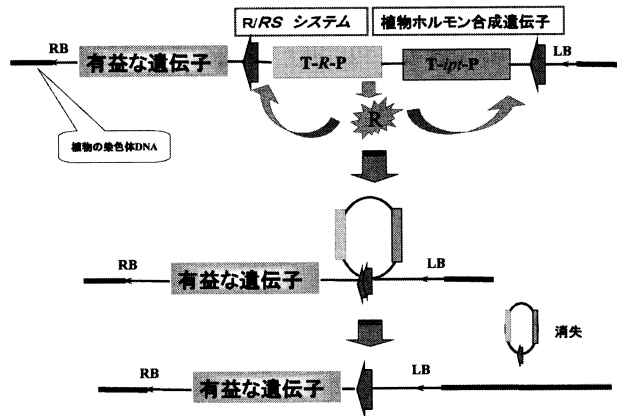 R/RS システム
植物ホルモン合成遺伝子
RB
有益な遺伝子
T-R-P
T-ipt-P
LB
R
植物の染色体DNA
RB
有益な遺伝子
LB
消失
RB
有益な遺伝子
LB